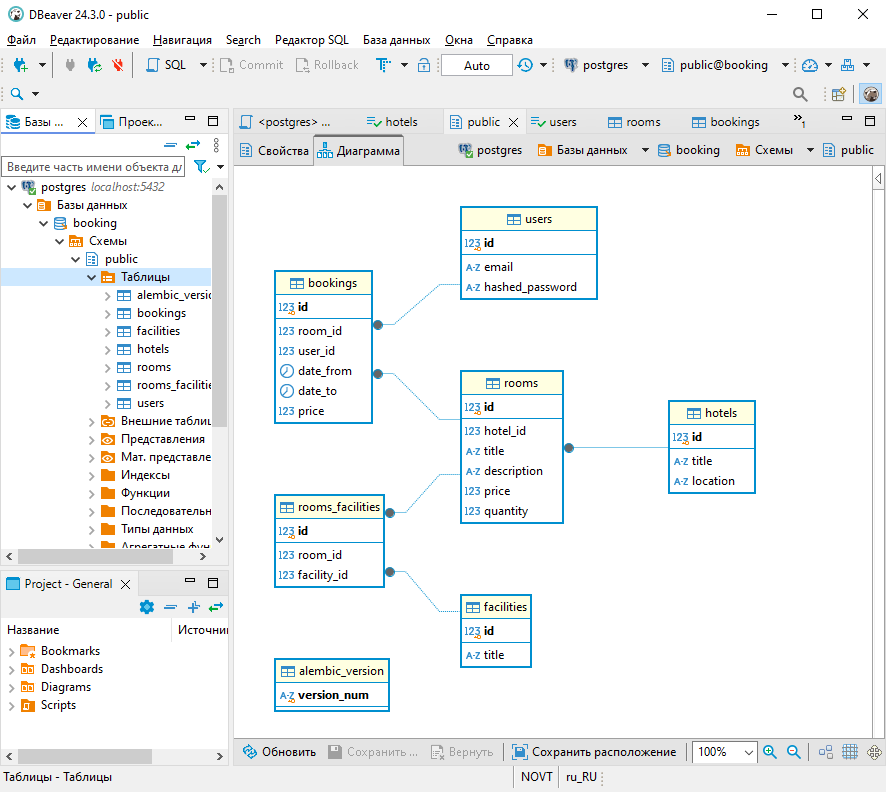 DBeaver 24.3.0 - public
Файл Редактирование Навигация Search Редактор SQL База данных Окна Справка
SQL Commit Rollback Auto postgres public@booking
Базы ... Проек...
Введите часть имени объекта дл
postgres localhost:5432
Базы данных
booking
Схемы
public
Таблицы
alembic_versio
bookings
facilities
hotels
rooms
rooms_facilitie
users
Внешние таблиц
Представления
Мат. представле
Индексы
Функции
Последовательн
Типы данных
Агрегатные фун
Project - General
Название Источни
Bookmarks
Dashboards
Diagrams
Scripts
<postgres> ... hotels public users rooms bookings »1
Свойства Диаграмма postgres Базы данных booking Схемы public
users
123 id
A-Z email
A-Z hashed_password
bookings
123 id
123 room_id
123 user_id
date_from
date_to
123 price
rooms
123 id
123 hotel_id
A-Z title
A-Z description
123 price
123 quantity
hotels
123 id
A-Z title
A-Z location
rooms_facilities
123 id
123 room_id
123 facility_id
facilities
123 id
A-Z title
alembic_version
A-Z version_num
Обновить Сохранить ... Вернуть Сохранить расположение 100%
Таблицы - Таблицы NOVT ru_RU